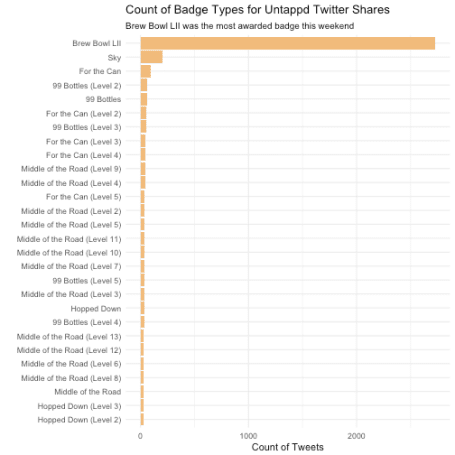 Count of Badge Types for Untappd Twitter Shares
Brew Bowl LII was the most awarded badge this weekend
Brew Bowl LII
Sky
For the Can
99 Bottles (Level 2)
99 Bottles
For the Can (Level 2)
99 Bottles (Level 3)
For the Can (Level 3)
For the Can (Level 4)
Middle of the Road (Level 9)
Middle of the Road (Level 4)
For the Can (Level 5)
Middle of the Road (Level 2)
Middle of the Road (Level 5)
Middle of the Road (Level 11)
Middle of the Road (Level 10)
Middle of the Road (Level 7)
99 Bottles (Level 5)
Middle of the Road (Level 3)
Hopped Down
99 Bottles (Level 4)
Middle of the Road (Level 13)
Middle of the Road (Level 12)
Middle of the Road (Level 6)
Middle of the Road (Level 8)
Middle of the Road
Hopped Down (Level 3)
Hopped Down (Level 2)
0 1000 2000
Count of Tweets